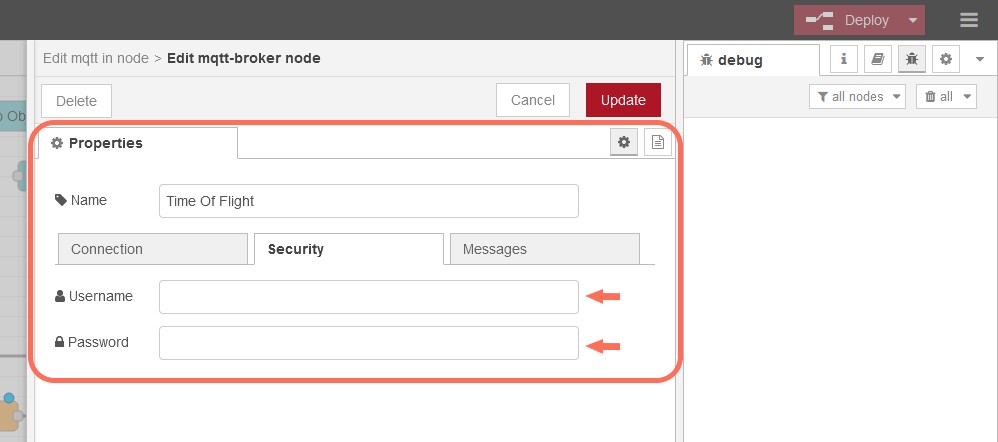 Deploy
Edit mqtt in node > Edit mqtt-broker node
debug
Delete
Cancel
Update
all nodes
all
Properties
Name
Time Of Flight
Connection
Security
Messages
Username
Password